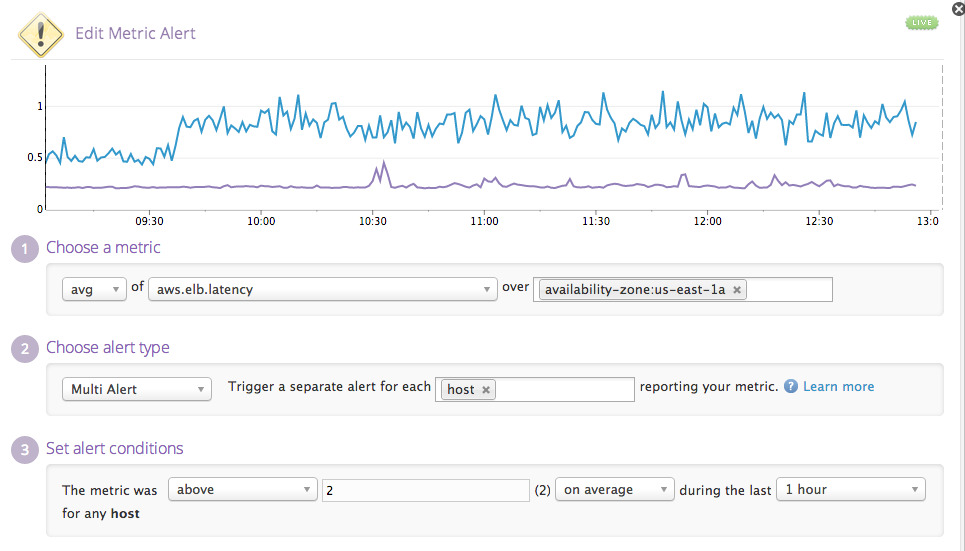 Edit Metric Alert
LIVE
1
0.5
0
09:30 10:00 10:30 11:00 11:30 12:00 12:30 13:0
1 Choose a metric
avg of aws.elb.latency over availability-zone:us-east-1a ×
2 Choose alert type
Multi Alert Trigger a separate alert for each host × reporting your metric. ? Learn more
3 Set alert conditions
The metric was above 2 (2) on average during the last 1 hour
for any host